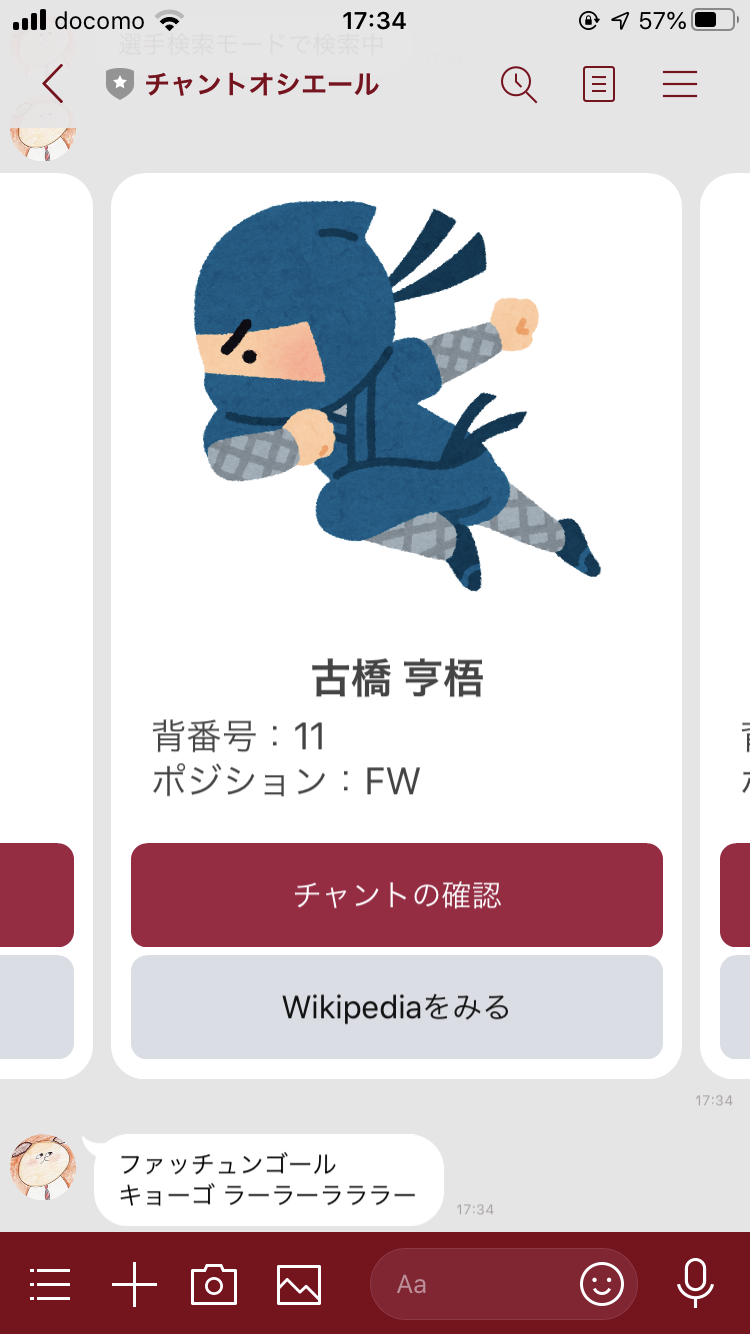 docomo 17:34 57%
選手検索モードで検索中
チャントオシエール
古橋 亨梧
背番号：11
ポジション：FW
チャントの確認
Wikipediaをみる
17:34
ファッチュンゴール
キョーゴ ラーラーラララー
17:34
Aa